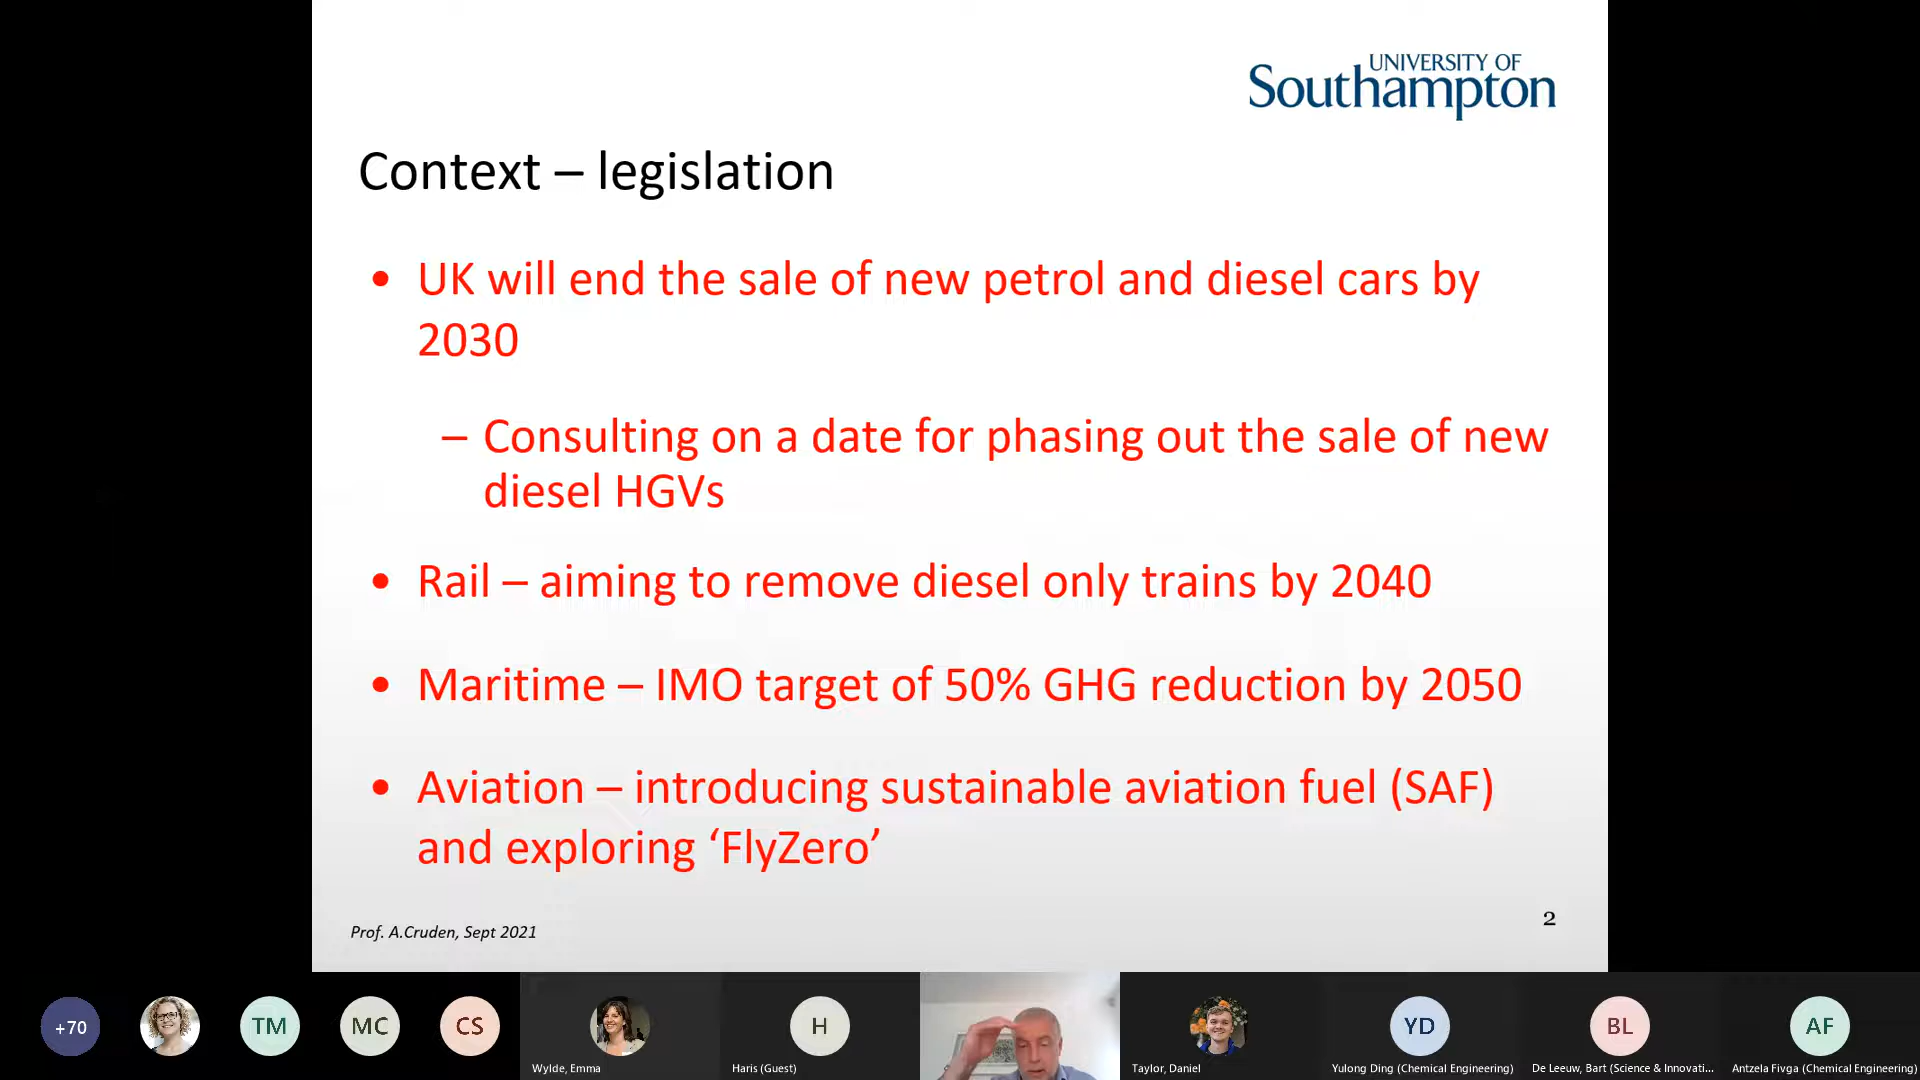 UNIVERSITY OF
Southampton
Context – legislation
• UK will end the sale of new petrol and diesel cars by
2030
– Consulting on a date for phasing out the sale of new
diesel HGVs
• Rail – aiming to remove diesel only trains by 2040
• Maritime – IMO target of 50% GHG reduction by 2050
• Aviation – introducing sustainable aviation fuel (SAF)
and exploring ‘FlyZero’
Prof. A.Cruden, Sept 2021
2
+70
TM
MC
CS
Wylde, Emma
H
Haris (Guest)
Taylor, Daniel
YD
Yulong Ding (Chemical Engineering)
BL
De Leeuw, Bart (Science & Innovati...
AF
Antzela Fivga (Chemical Engineering)